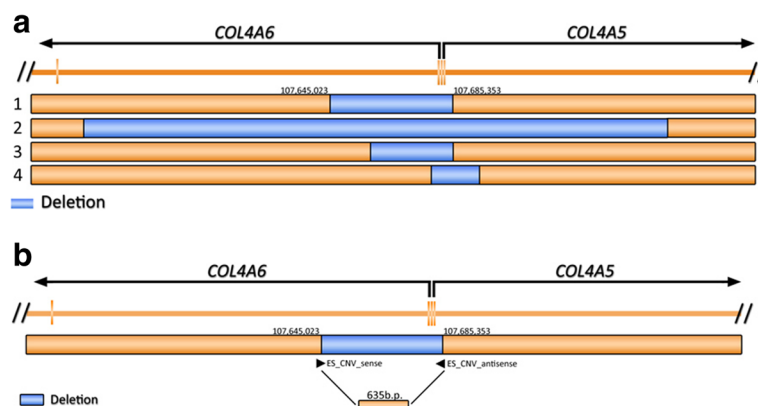 a
COL4A6 COL4A5
107,645,023 107,685,353
1
2
3
4
Deletion
b
COL4A6 COL4A5
107,645,023 107,685,353
ES_CNV_sense ES_CNV_antisense
635b.p.
Deletion